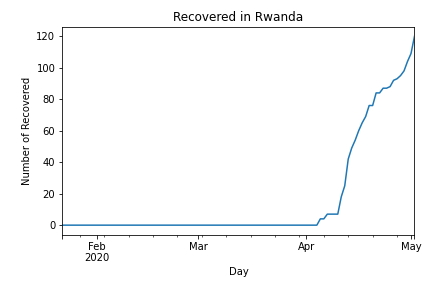 Recovered in Rwanda
120
100
80
60
40
20
0
Number of Recovered
Feb
2020
Mar
Apr
May
Day